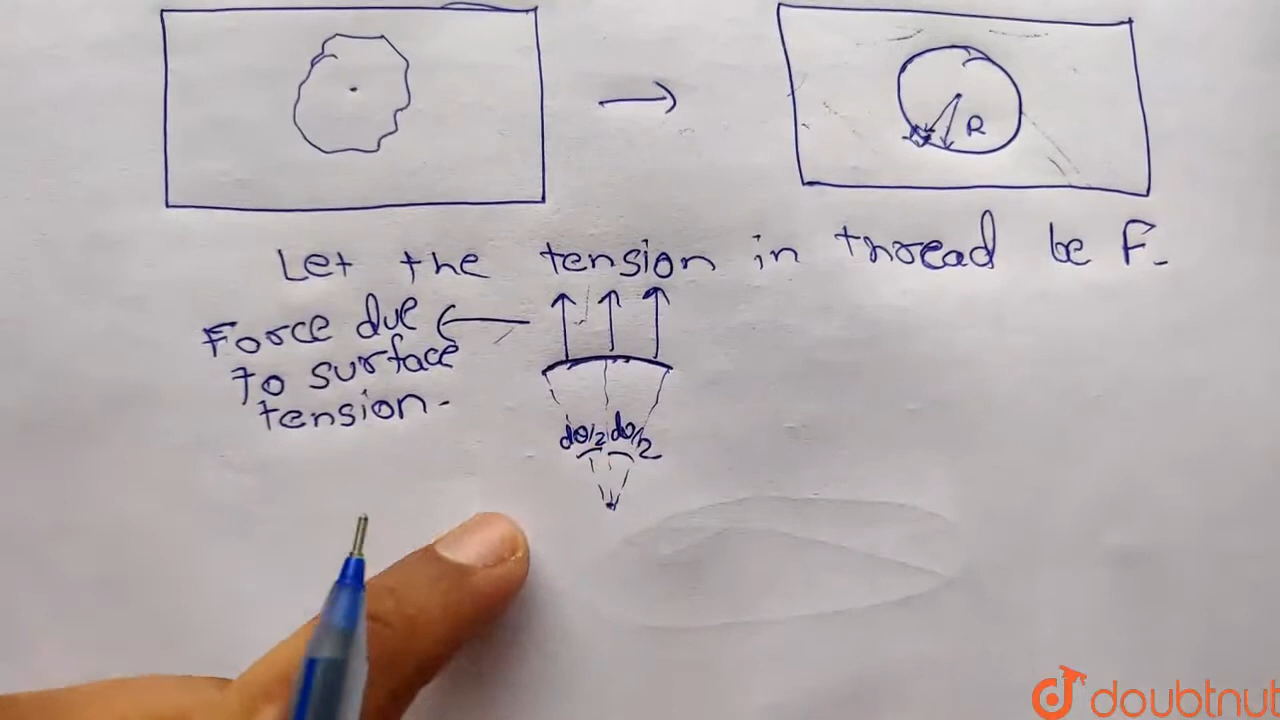 R
Let the tension in thread be F.
Force due
to surface
tension.
dθ/2 dθ/2
doubtnut